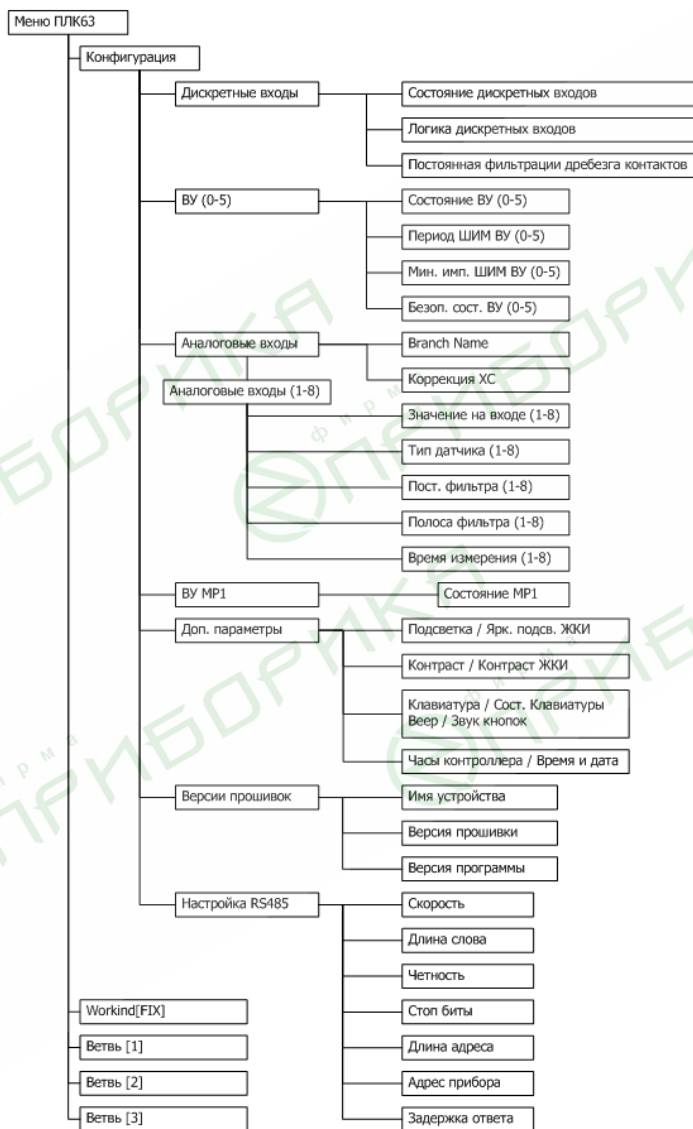 Меню ПЛК63
Конфигурация
Дискретные входы
Состояние дискретных входов
Логика дискретных входов
Постоянная фильтрации дребезга контактов
ВУ (0-5)
Состояние ВУ (0-5)
Период ШИМ ВУ (0-5)
Мин. имп. ШИМ ВУ (0-5)
Безоп. сост. ВУ (0-5)
Аналоговые входы
Branch Name
Коррекция ХС
Аналоговые входы (1-8)
Значение на входе (1-8)
Тип датчика (1-8)
Пост. фильтра (1-8)
Полоса фильтра (1-8)
Время измерения (1-8)
ВУ МР1
Состояние МР1
Доп. параметры
Подсветка / Ярк. подсв. ЖКИ
Контраст / Контраст ЖКИ
Клавиатура / Сост. Клавиатуры
Beep / Звук кнопок
Часы контроллера / Время и дата
Версии прошивок
Имя устройства
Версия прошивки
Версия программы
Настройка RS485
Скорость
Длина слова
Четность
Стоп биты
Длина адреса
Адрес прибора
Задержка ответа
Workind[FIX]
Ветвь [1]
Ветвь [2]
Ветвь [3]
фирма
ПРИБОРИКА